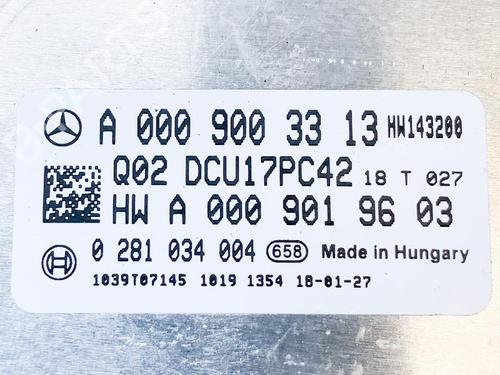 A 000 900 33 13 HW143200
Q02 DCU17PC42 18 T 027
HW A 000 901 96 03
0 281 034 004 658 Made in Hungary
1039T07145 1019 1354 18-01-27